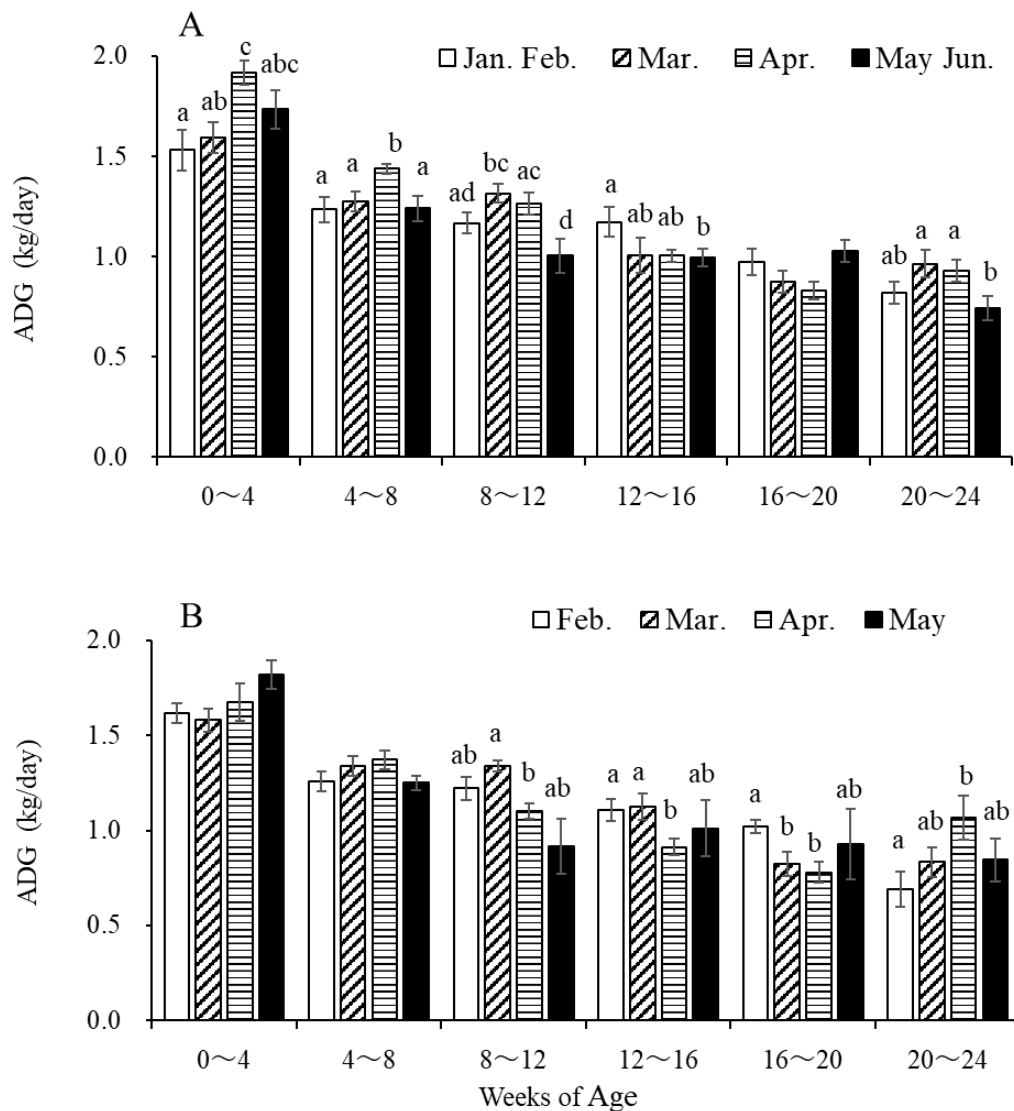 A
Jan. Feb. Mar. Apr. May Jun.
ADG (kg/day)
2.0
1.5
1.0
0.5
0.0
a ab c abc
a a b a
ad bc ac d
a ab ab b
ab a a b
0～4 4～8 8～12 12～16 16～20 20～24
B
Feb. Mar. Apr. May
ADG (kg/day)
2.0
1.5
1.0
0.5
0.0
ab a b ab
a a b ab
a b b ab
a ab b ab
0～4 4～8 8～12 12～16 16～20 20～24
Weeks of Age